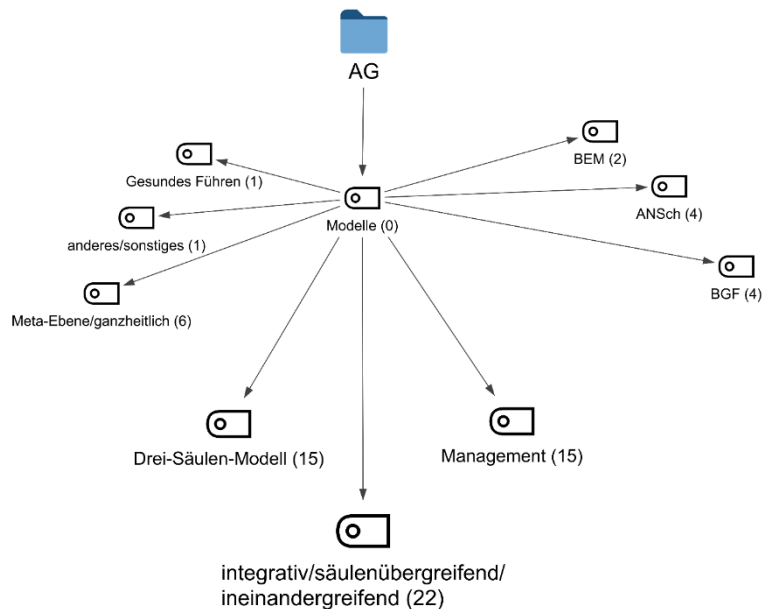 AG
BEM (2)
Gesundes Führen (1)
ANSch (4)
Modelle (0)
anderes/sonstiges (1)
BGF (4)
Meta-Ebene/ganzheitlich (6)
Drei-Säulen-Modell (15)
Management (15)
integrativ/säulenübergreifend/
ineinandergreifend (22)